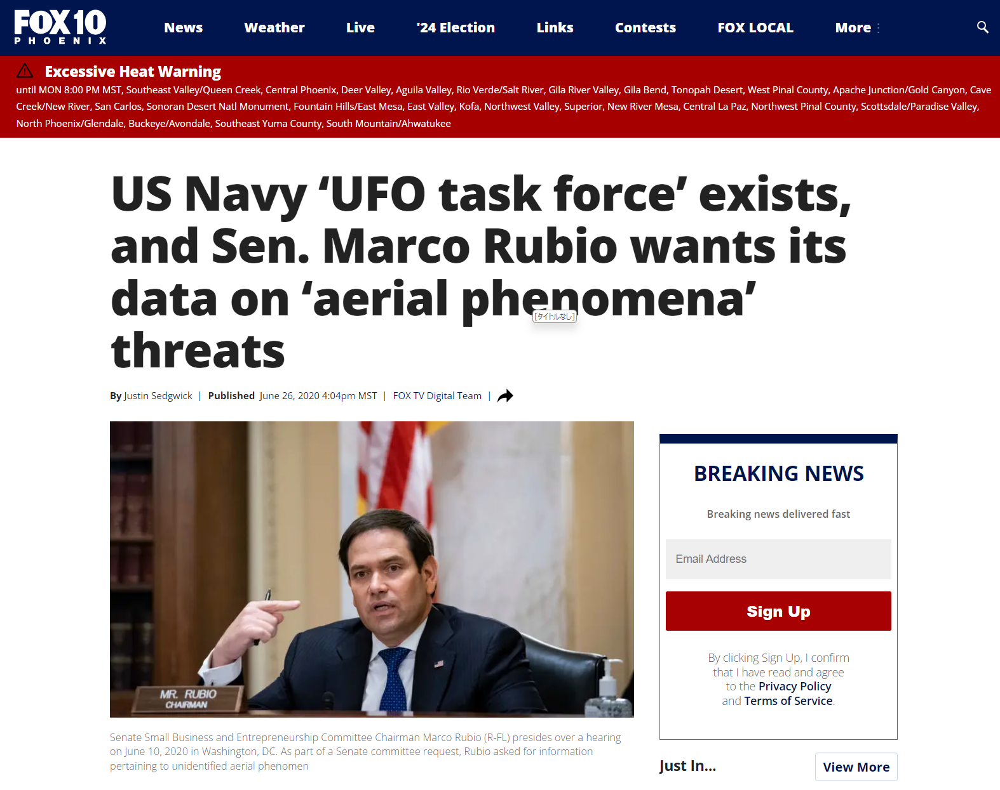 FOX 10
PHOENIX
News
Weather
Live
'24 Election
Links
Contests
FOX LOCAL
More
Excessive Heat Warning
until MON 8:00 PM MST, Southeast Valley/Queen Creek, Central Phoenix, Deer Valley, Aguila Valley, Rio Verde/Salt River, Gila River Valley, Gila Bend, Tonopah Desert, West Pinal County, Apache Junction/Gold Canyon, Cave
Creek/New River, San Carlos, Sonoran Desert Natl Monument, Fountain Hills/East Mesa, East Valley, Kofa, Northwest Valley, Superior, New River Mesa, Central La Paz, Northwest Pinal County, Scottsdale/Paradise Valley,
North Phoenix/Glendale, Buckeye/Avondale, Southeast Yuma County, South Mountain/Ahwatukee
US Navy ‘UFO task force’ exists,
and Sen. Marco Rubio wants its
data on ‘aerial phenomena’
[タイトルなし]
threats
By Justin Sedgwick | Published June 26, 2020 4:04pm MST | FOX TV Digital Team |
MR. RUBIO
CHAIRMAN
Senate Small Business and Entrepreneurship Committee Chairman Marco Rubio (R-FL) presides over a hearing
on June 10, 2020 in Washington, DC. As part of a Senate committee request, Rubio asked for information
pertaining to unidentified aerial phenomen
BREAKING NEWS
Breaking news delivered fast
Email Address
Sign Up
By clicking Sign Up, I confirm
that I have read and agree
to the Privacy Policy
and Terms of Service.
Just In...
View More